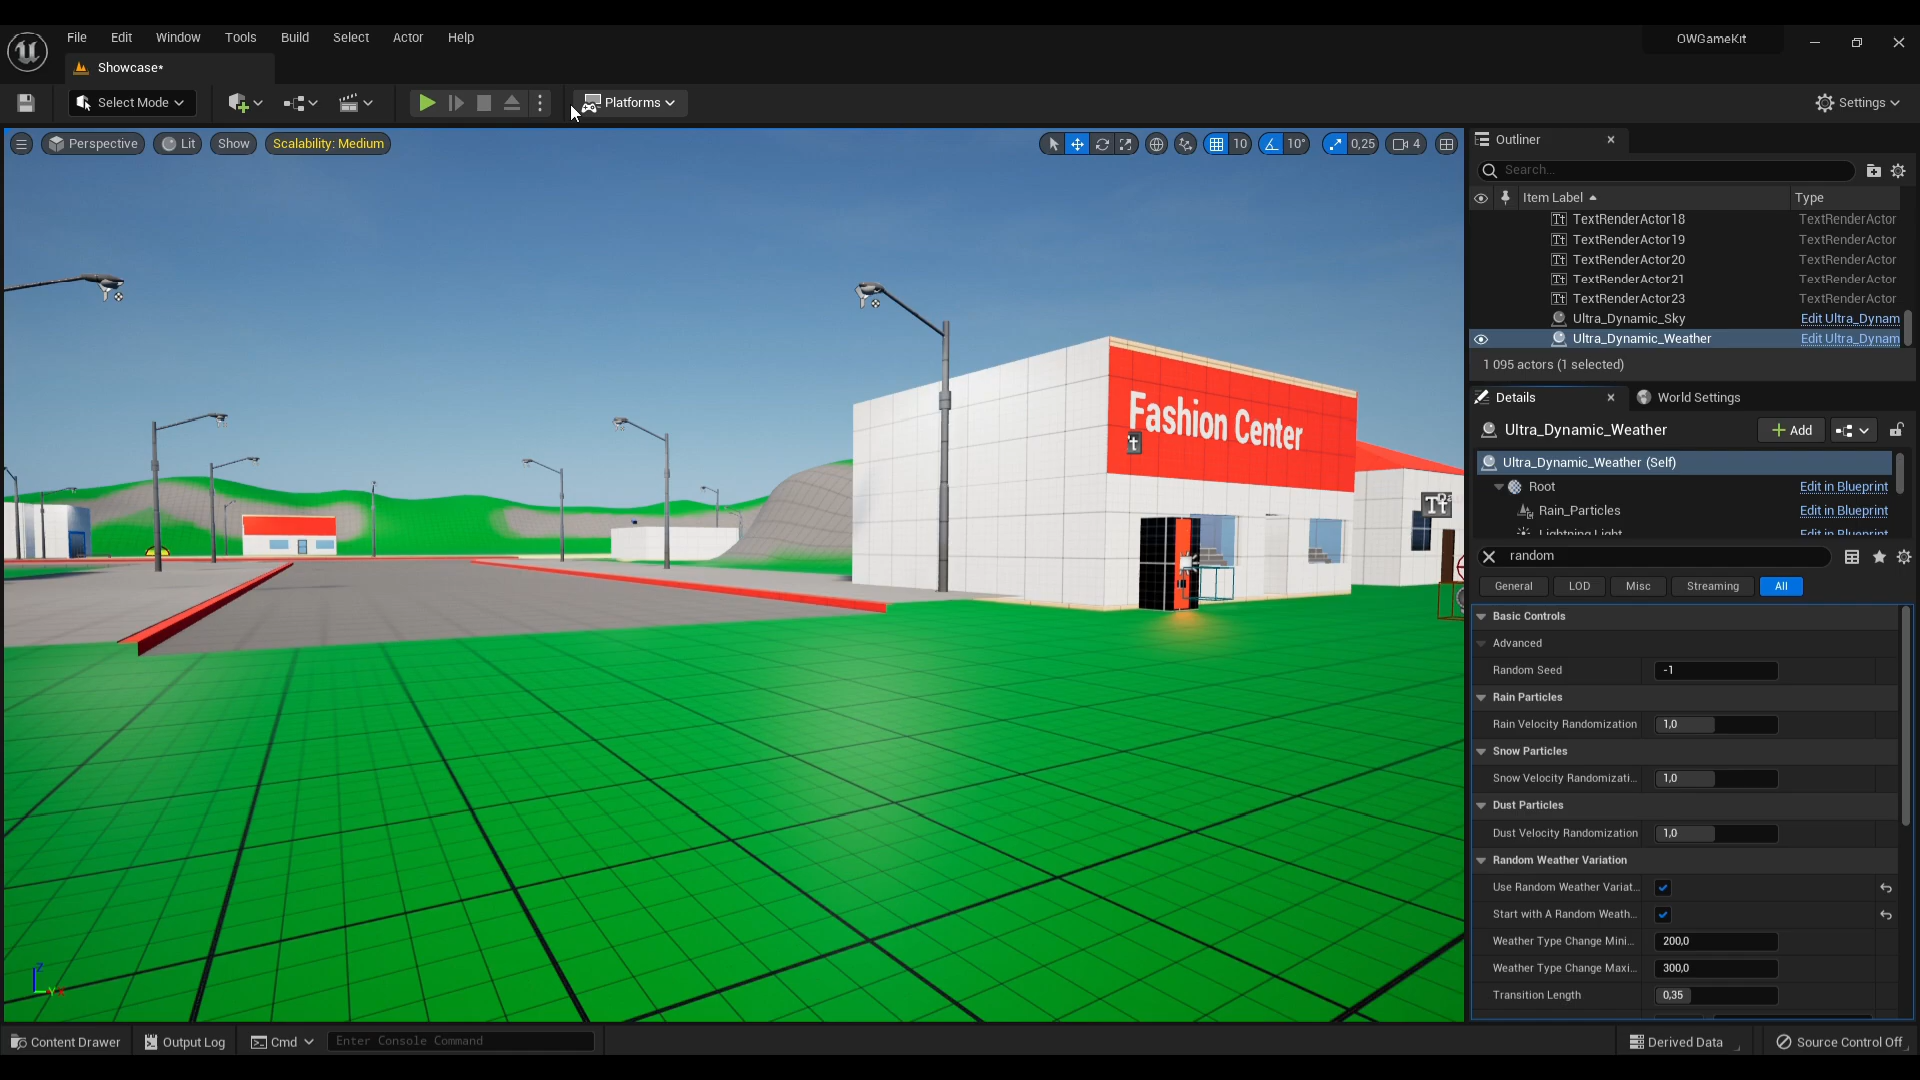 File Edit Window Tools Build Select Actor Help
OWGameKit
Showcase*
Select Mode
Platforms
Settings
Perspective
Lit
Show
Scalability: Medium
10
10°
0,25
4
Outliner
Search...
Item Label
Type
TextRenderActor18 TextRenderActor
TextRenderActor19 TextRenderActor
TextRenderActor20 TextRenderActor
TextRenderActor21 TextRenderActor
TextRenderActor23 TextRenderActor
Ultra_Dynamic_Sky Edit Ultra_Dynam
Ultra_Dynamic_Weather Edit Ultra_Dynam
1 095 actors (1 selected)
Details
World Settings
Ultra_Dynamic_Weather
Add
Ultra_Dynamic_Weather (Self)
Root Edit in Blueprint
Rain_Particles Edit in Blueprint
Lightning Light Edit in Blueprint
random
General LOD Misc Streaming All
Basic Controls
Advanced
Random Seed -1
Rain Particles
Rain Velocity Randomization 1,0
Snow Particles
Snow Velocity Randomizati... 1,0
Dust Particles
Dust Velocity Randomization 1,0
Random Weather Variation
Use Random Weather Variat...
Start with A Random Weath...
Weather Type Change Mini... 200,0
Weather Type Change Maxi... 300,0
Transition Length 0,35
Fashion Center
Tt
Z
Y
X
Content Drawer
Output Log
Cmd
Enter Console Command
Derived Data
Source Control Off